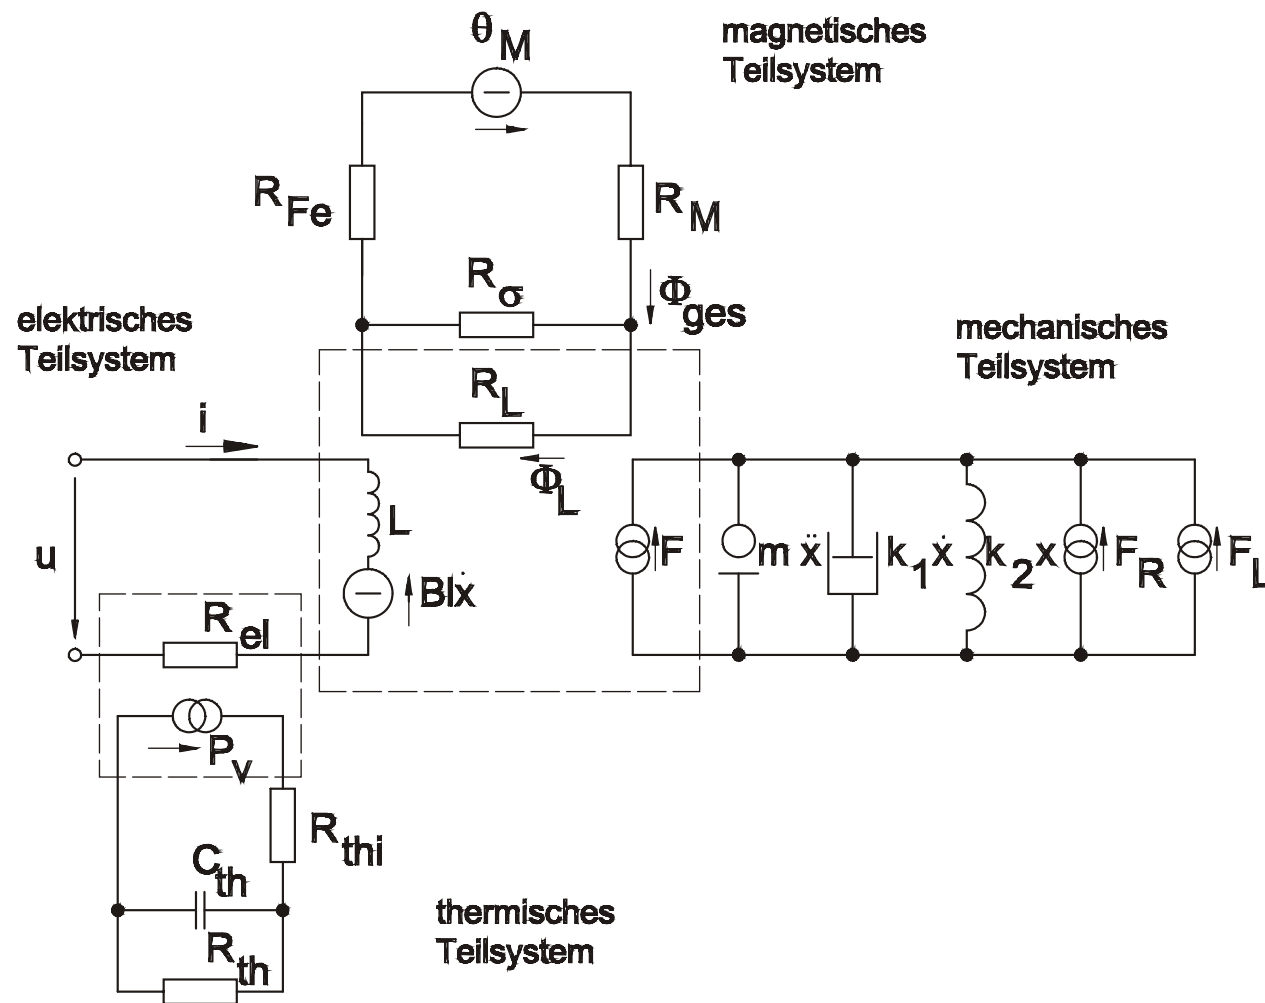 θM
magnetisches
Teilsystem
RFe
RM
Rσ
Φges
elektrisches
Teilsystem
mechanisches
Teilsystem
RL
i
ΦL
L
u
F
m ẍ
k1ẋ
k2x
FR
FL
Blẋ
Rel
Pv
Rthi
Cth
thermisches
Teilsystem
Rth